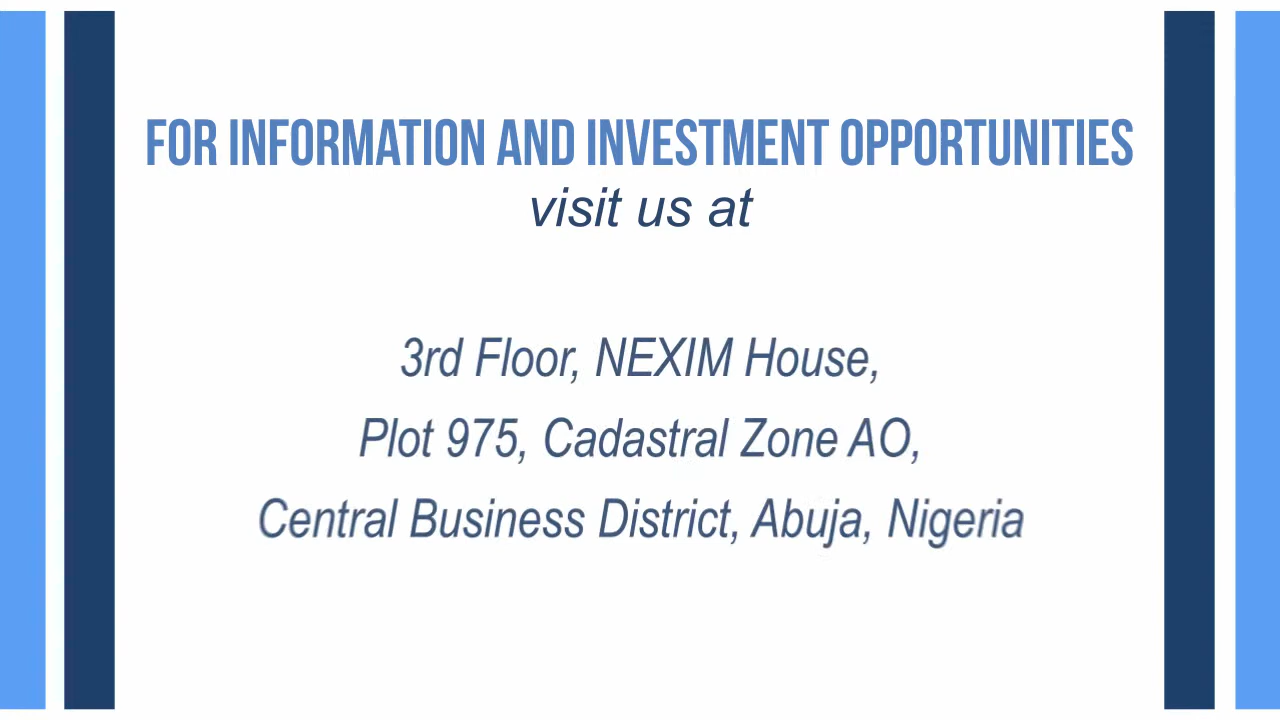 FOR INFORMATION AND INVESTMENT OPPORTUNITIES
visit us at
3rd Floor, NEXIM House,
Plot 975, Cadastral Zone AO,
Central Business District, Abuja, Nigeria